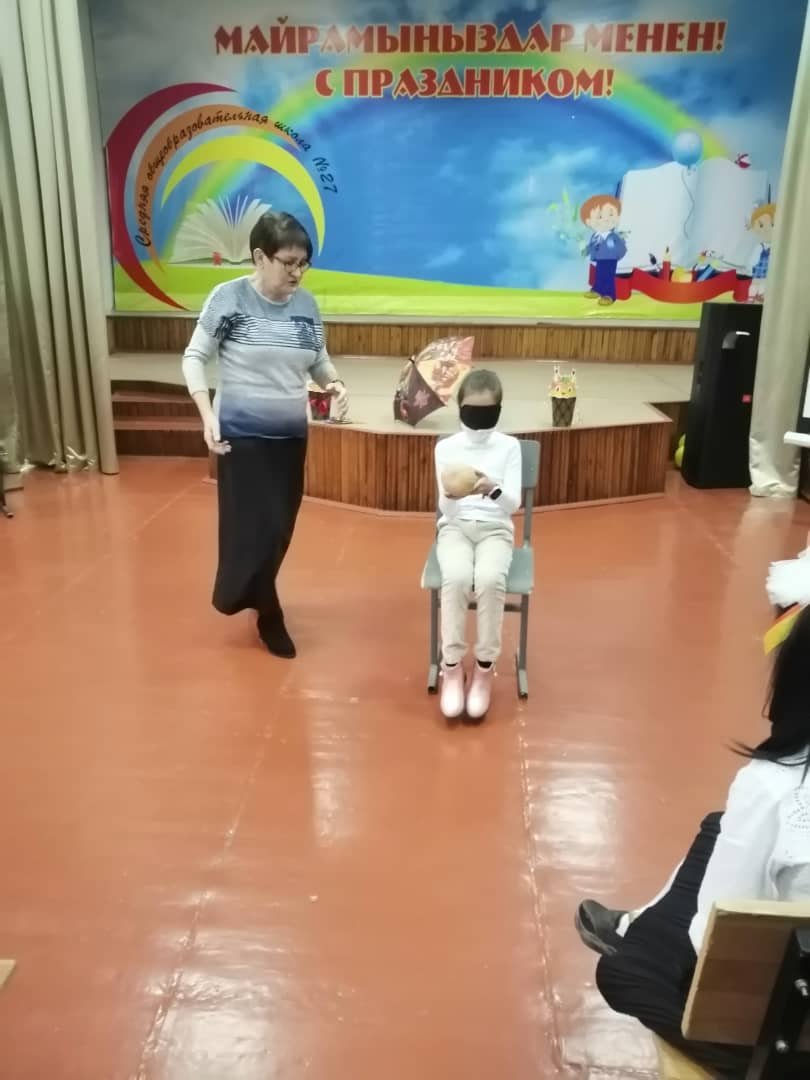 МАЙРАМЫҢЫЗДАР МЕНЕН!
С ПРАЗДНИКОМ!
Средняя общеобразовательная школа №27